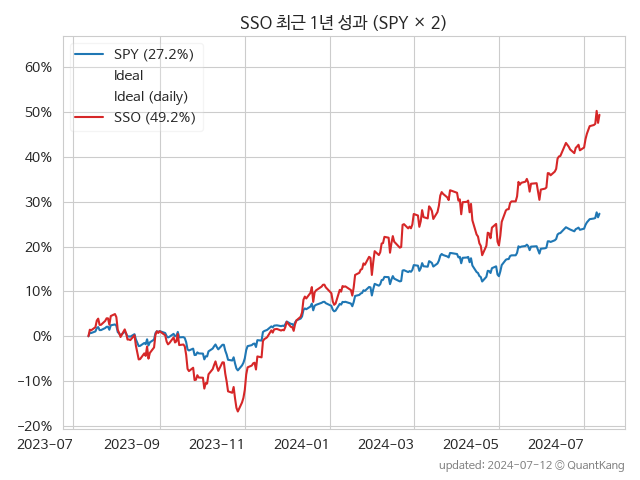 SSO 최근 1년 성과 (SPY × 2)
SPY (27.2%)
Ideal
Ideal (daily)
SSO (49.2%)
60%
50%
40%
30%
20%
10%
0%
−10%
−20%
2023-07 2023-09 2023-11 2024-01 2024-03 2024-05 2024-07
updated: 2024-07-12 © QuantKang